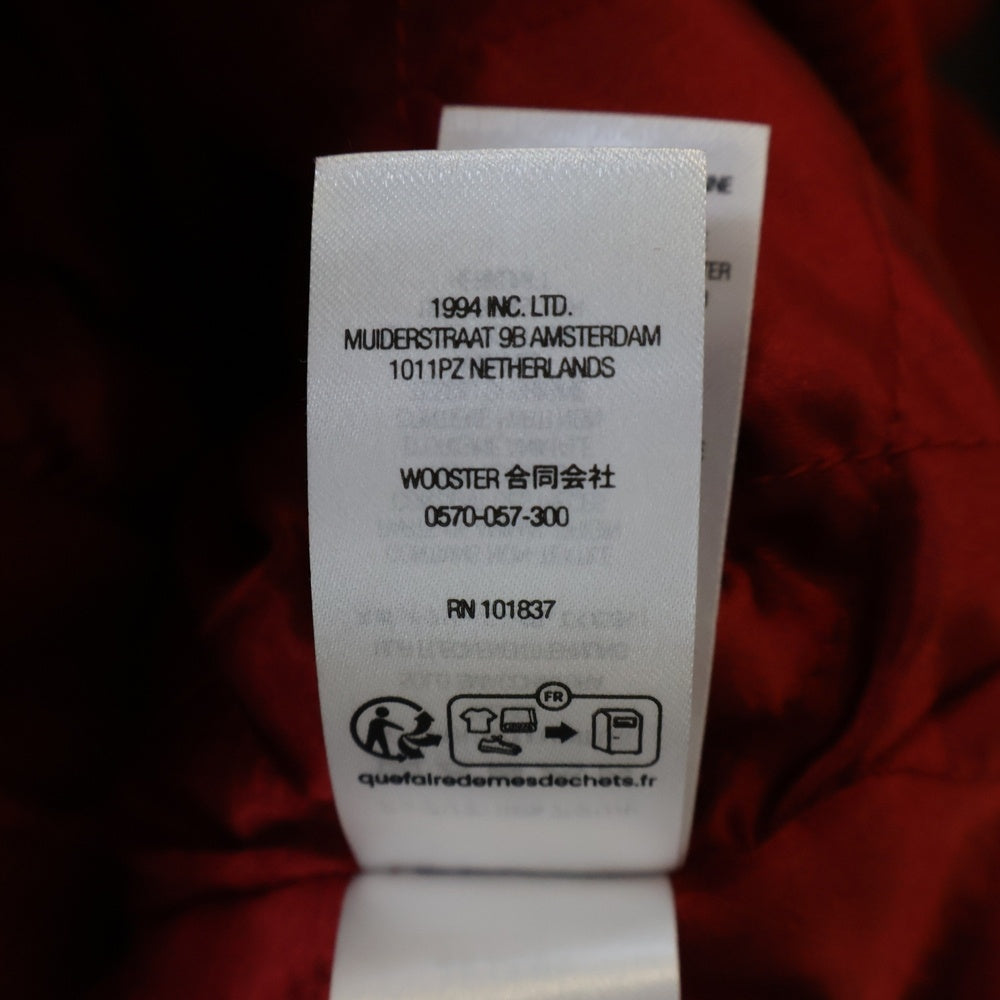 1994 INC. LTD.
MUIDERSTRAAT 9B AMSTERDAM
1011PZ NETHERLANDS
WOOSTER 合同会社
0570-057-300
RN 101837
FR
quefairedemesdechets.fr